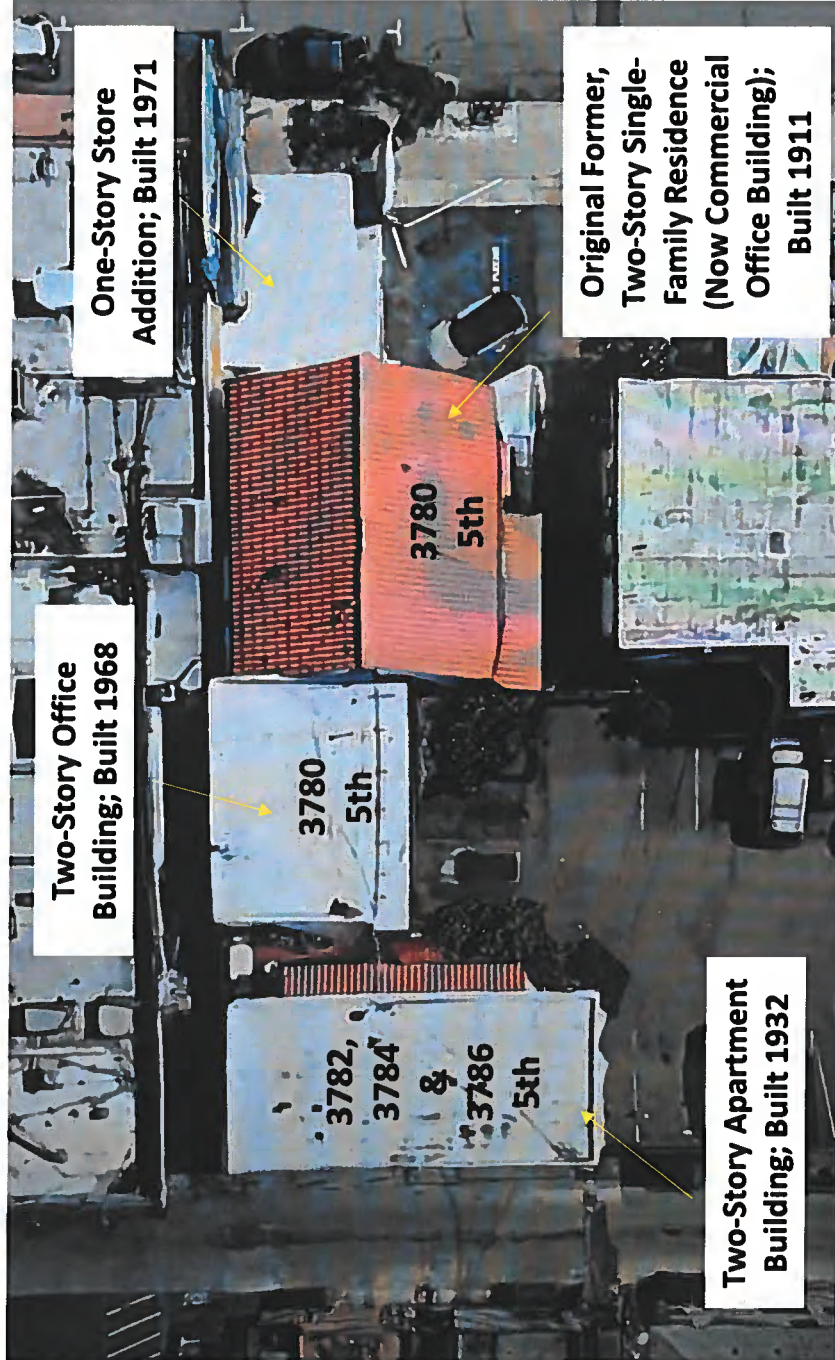 Two-Story Office
Building; Built 1968
One-Story Store
Addition; Built 1971
3782,
3784
&
3786
5th
3780
5th
3780
5th
Two-Story Apartment
Building; Built 1932
Original Former,
Two-Story Single-
Family Residence
(Now Commercial
Office Building);
Built 1911